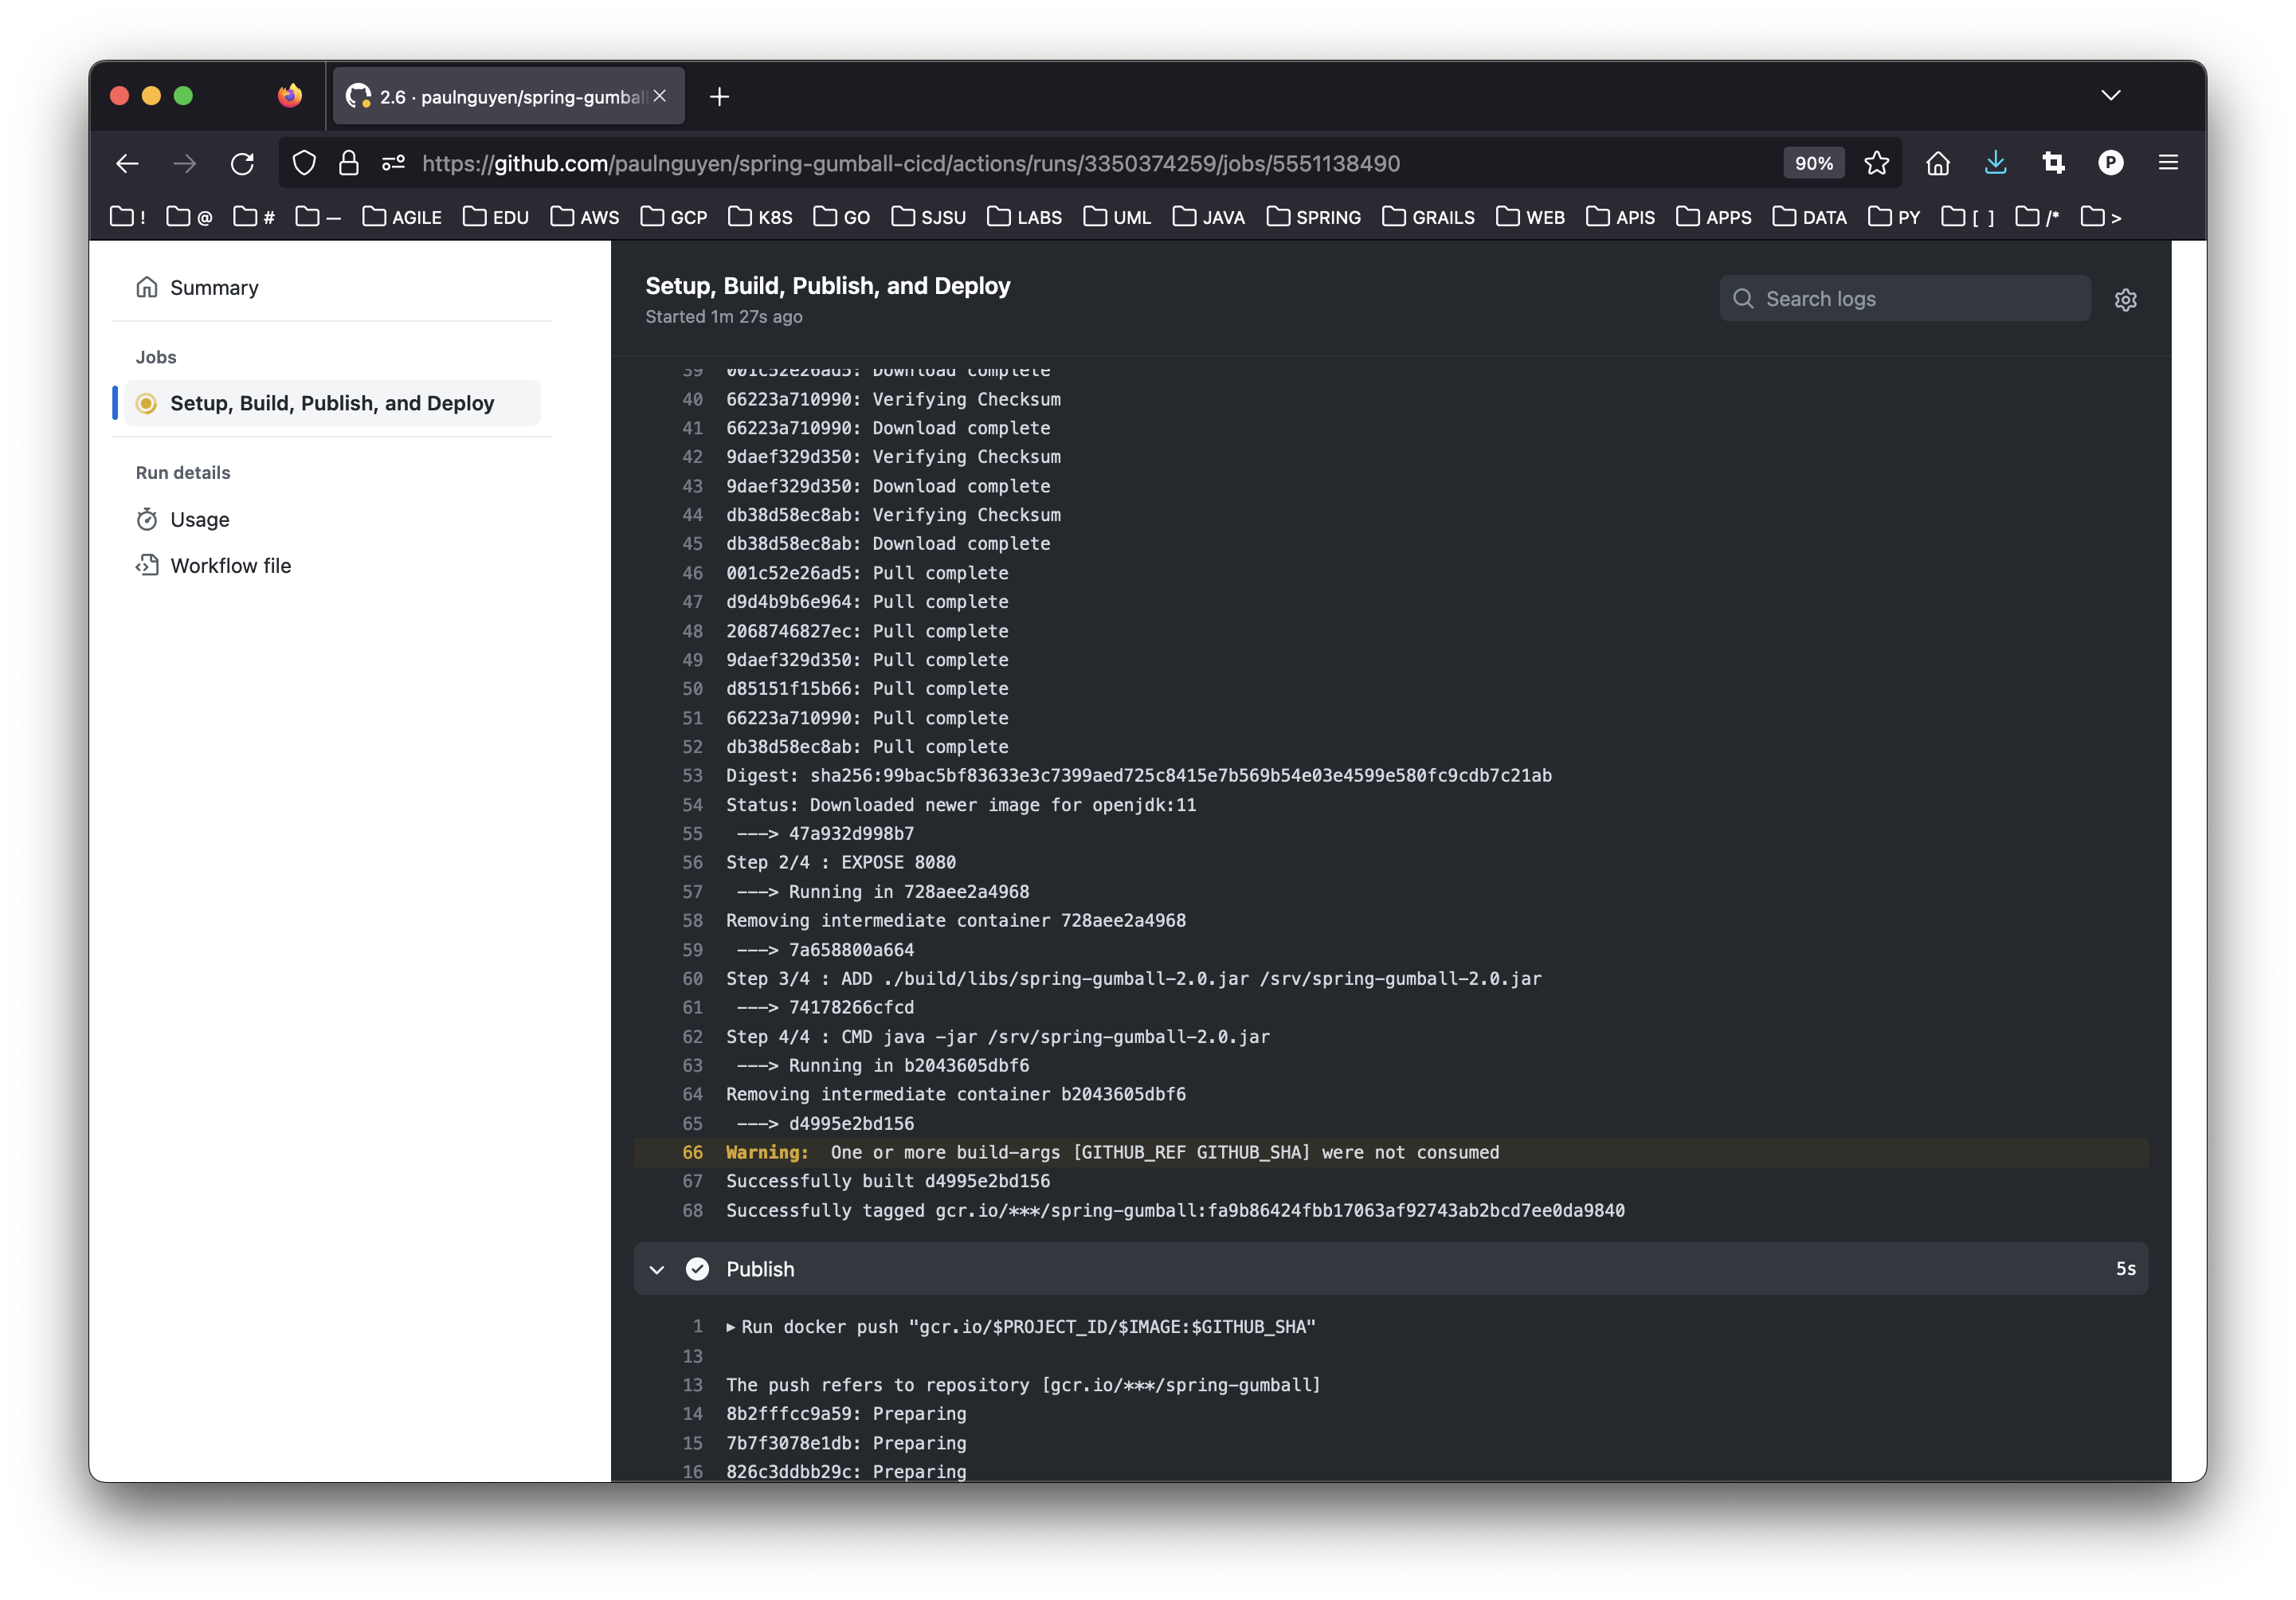 2.6 · paulnguyen/spring-gumbal
https://github.com/paulnguyen/spring-gumball-cicd/actions/runs/3350374259/jobs/5551138490
90%
P
! @ # — AGILE EDU AWS GCP K8S GO SJSU LABS UML JAVA SPRING GRAILS WEB APIS APPS DATA PY [ ] /* >
Summary
Jobs
Setup, Build, Publish, and Deploy
Run details
Usage
Workflow file
Setup, Build, Publish, and Deploy
Started 1m 27s ago
Search logs
39 001c52e26ad5: Download complete
40 66223a710990: Verifying Checksum
41 66223a710990: Download complete
42 9daef329d350: Verifying Checksum
43 9daef329d350: Download complete
44 db38d58ec8ab: Verifying Checksum
45 db38d58ec8ab: Download complete
46 001c52e26ad5: Pull complete
47 d9d4b9b6e964: Pull complete
48 2068746827ec: Pull complete
49 9daef329d350: Pull complete
50 d85151f15b66: Pull complete
51 66223a710990: Pull complete
52 db38d58ec8ab: Pull complete
53 Digest: sha256:99bac5bf83633e3c7399aed725c8415e7b569b54e03e4599e580fc9cdb7c21ab
54 Status: Downloaded newer image for openjdk:11
55 ---> 47a932d998b7
56 Step 2/4 : EXPOSE 8080
57 ---> Running in 728aee2a4968
58 Removing intermediate container 728aee2a4968
59 ---> 7a658800a664
60 Step 3/4 : ADD ./build/libs/spring-gumball-2.0.jar /srv/spring-gumball-2.0.jar
61 ---> 74178266cfcd
62 Step 4/4 : CMD java -jar /srv/spring-gumball-2.0.jar
63 ---> Running in b2043605dbf6
64 Removing intermediate container b2043605dbf6
65 ---> d4995e2bd156
66 Warning: One or more build-args [GITHUB_REF GITHUB_SHA] were not consumed
67 Successfully built d4995e2bd156
68 Successfully tagged gcr.io/***/spring-gumball:fa9b86424fbb17063af92743ab2bcd7ee0da9840
Publish 5s
1 Run docker push "gcr.io/$PROJECT_ID/$IMAGE:$GITHUB_SHA"
13
13 The push refers to repository [gcr.io/***/spring-gumball]
14 8b2fffcc9a59: Preparing
15 7b7f3078e1db: Preparing
16 826c3ddbb29c: Preparing